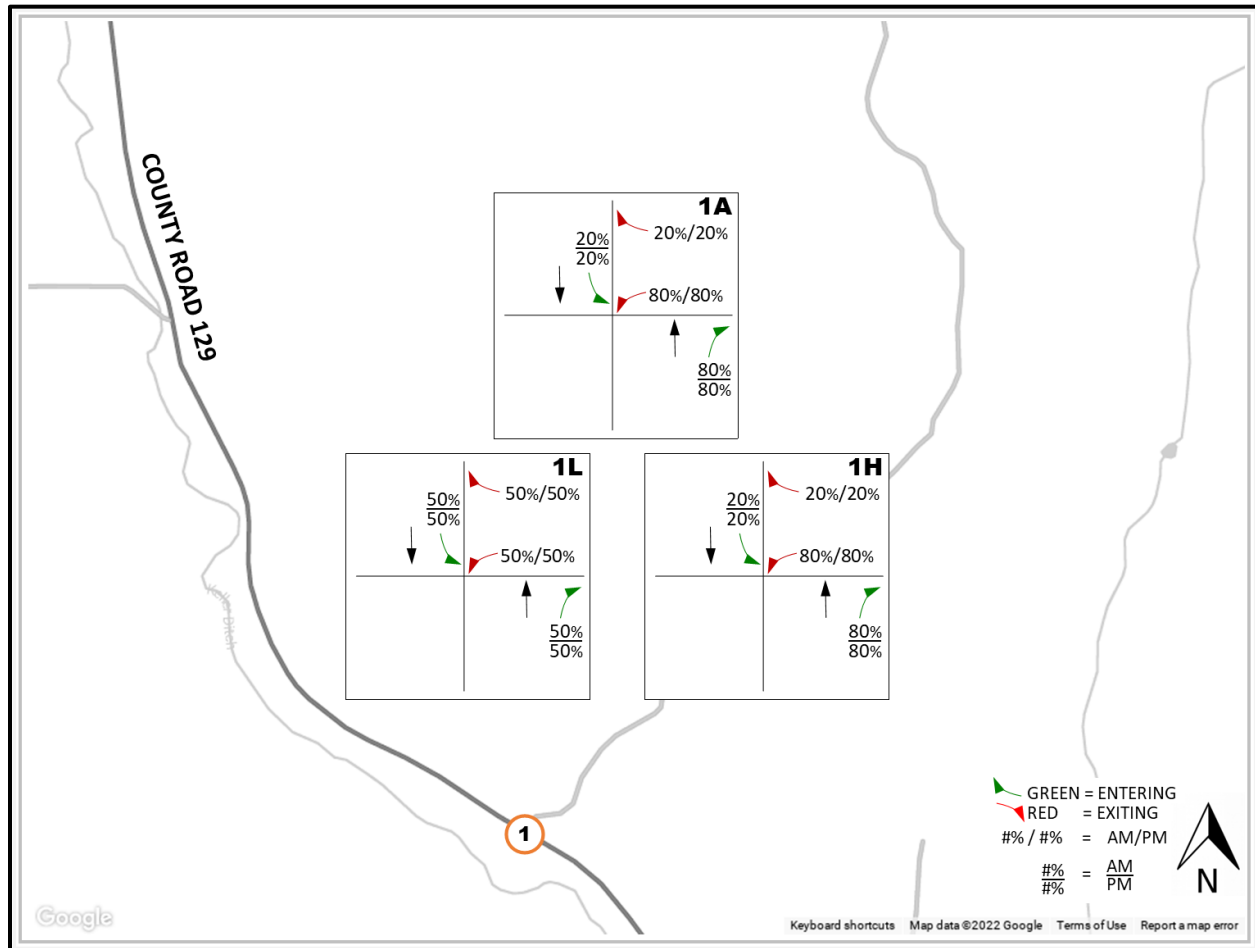 COUNTY ROAD 129
1A
20%/20%
20%
20%
80%/80%
80%
80%
1L
50%/50%
50%
50%
50%/50%
50%
50%
1H
20%/20%
20%
20%
80%/80%
80%
80%
Keller Ditch
1
GREEN = ENTERING
RED = EXITING
#% / #% = AM/PM
#%
#%
=
AM
PM
N
Google
Keyboard shortcuts Map data ©2022 Google Terms of Use Report a map error